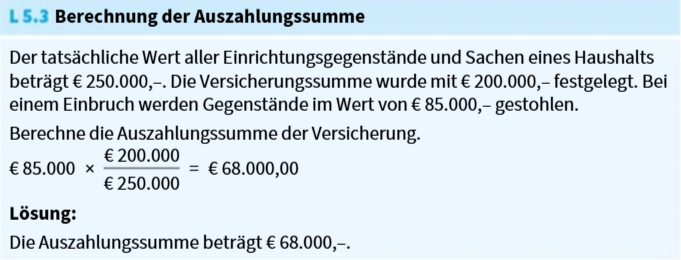 L 5.3 Berechnung der Auszahlungssumme
Der tatsächliche Wert aller Einrichtungsgegenstände und Sachen eines Haushalts
beträgt € 250.000,–. Die Versicherungssumme wurde mit € 200.000,– festgelegt. Bei
einem Einbruch werden Gegenstände im Wert von € 85.000,– gestohlen.
Berechne die Auszahlungssumme der Versicherung.
€ 85.000 × € 200.000 / € 250.000 = € 68.000,00
Lösung:
Die Auszahlungssumme beträgt € 68.000,–.